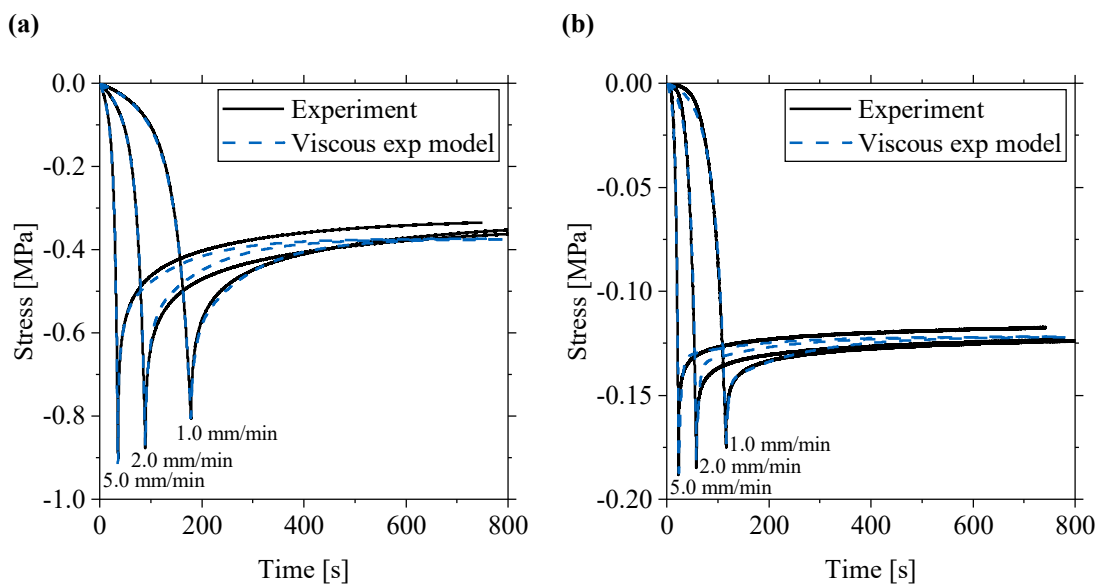 (a)
0.0
-0.2
-0.4
-0.6
-0.8
-1.0
Stress [MPa]
Experiment
Viscous exp model
1.0 mm/min
2.0 mm/min
5.0 mm/min
0
200
400
600
800
Time [s]
(b)
0.00
-0.05
-0.10
-0.15
-0.20
Stress [MPa]
Experiment
Viscous exp model
1.0 mm/min
2.0 mm/min
5.0 mm/min
0
200
400
600
800
Time [s]